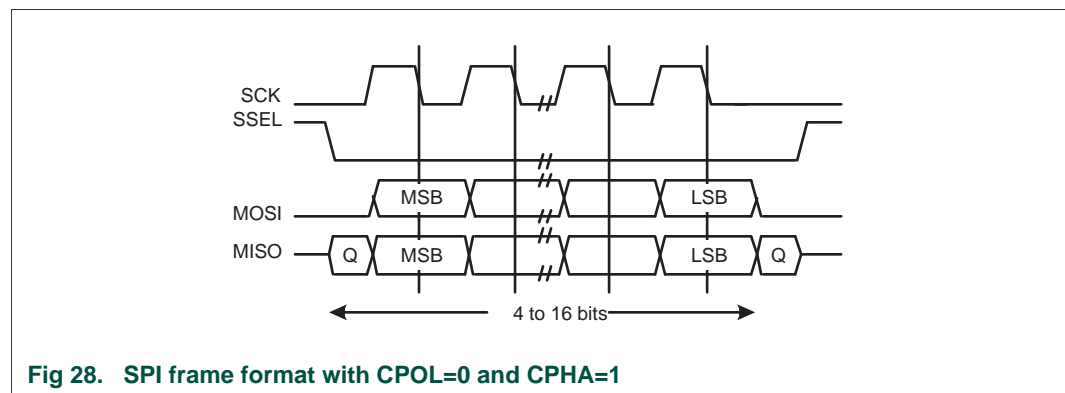 SCK
SSEL
MOSI MSB LSB
MISO Q MSB LSB Q
4 to 16 bits
Fig 28. SPI frame format with CPOL=0 and CPHA=1